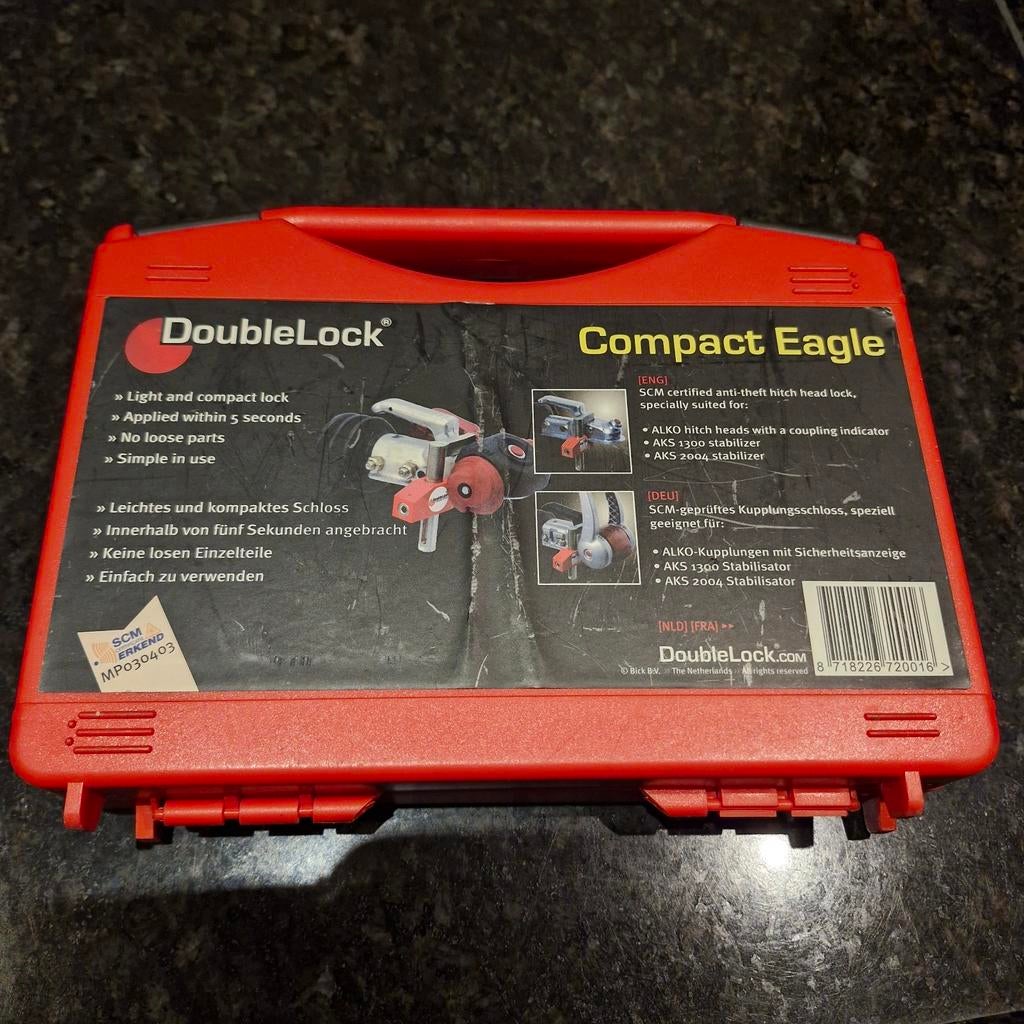 DoubleLock®
» Light and compact lock
» Applied within 5 seconds
» No loose parts
» Simple in use
» Leichtes und kompaktes Schloss
» Innerhalb von fünf Sekunden angebracht
» Keine losen Einzelteile
» Einfach zu verwenden
SCM
ERKEND
MP030403
Compact Eagle
[ENG]
SCM certified anti-theft hitch head lock,
specially suited for:
• ALKO hitch heads with a coupling indicator
• AKS 1300 stabilizer
• AKS 2004 stabilizer
[DEU]
SCM-geprüftes Kupplungsschloss, speziell
geeignet für:
• ALKO-Kupplungen mit Sicherheitsanzeige
• AKS 1300 Stabilisator
• AKS 2004 Stabilisator
[NLD] [FRA] ►►
DoubleLock®.COM
© Bick B.V. The Netherlands All rights reserved
8 718226 720016 >